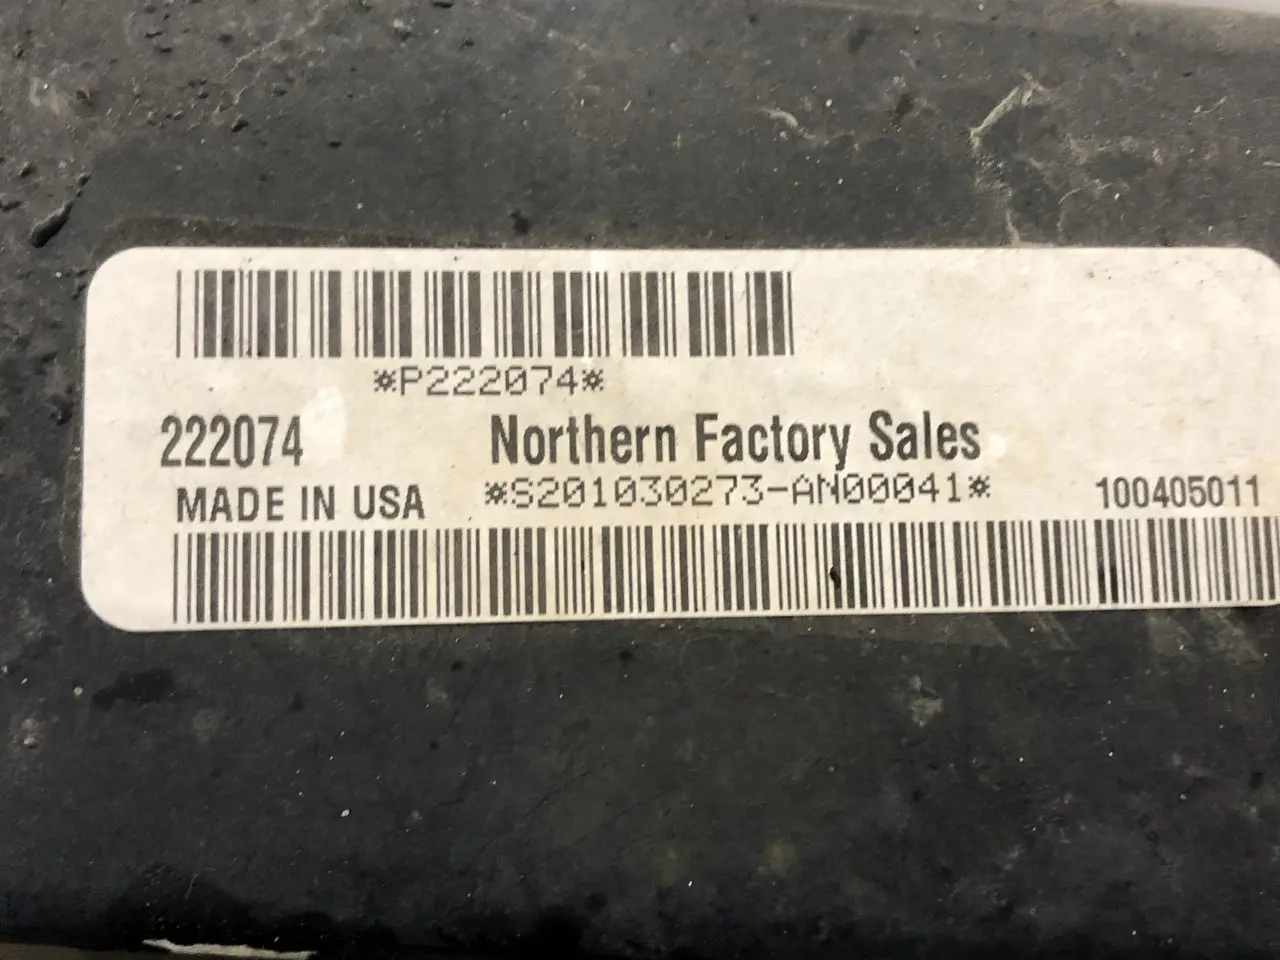 *P222074*
222074 Northern Factory Sales
MADE IN USA *S201030273-AN00041* 100405011